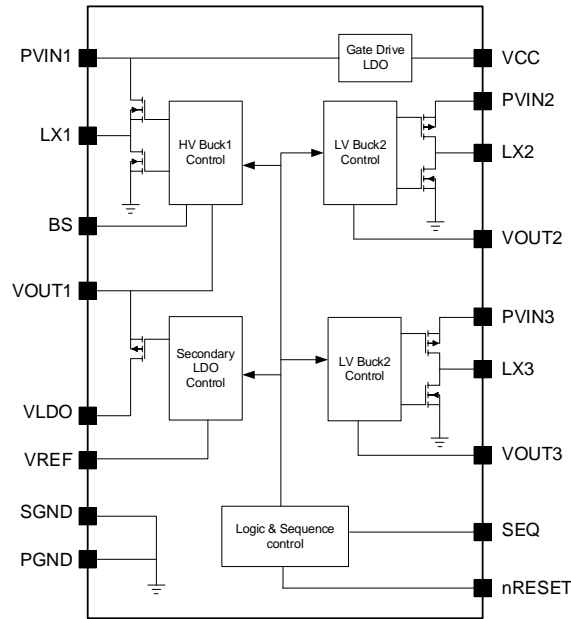 PVIN1
LX1
BS
VOUT1
VLDO
VREF
SGND
PGND
Gate Drive
LDO
HV Buck1
Control
LV Buck2
Control
Secondary
LDO
Control
LV Buck2
Control
Logic & Sequence
control
VCC
PVIN2
LX2
VOUT2
PVIN3
LX3
VOUT3
SEQ
nRESET